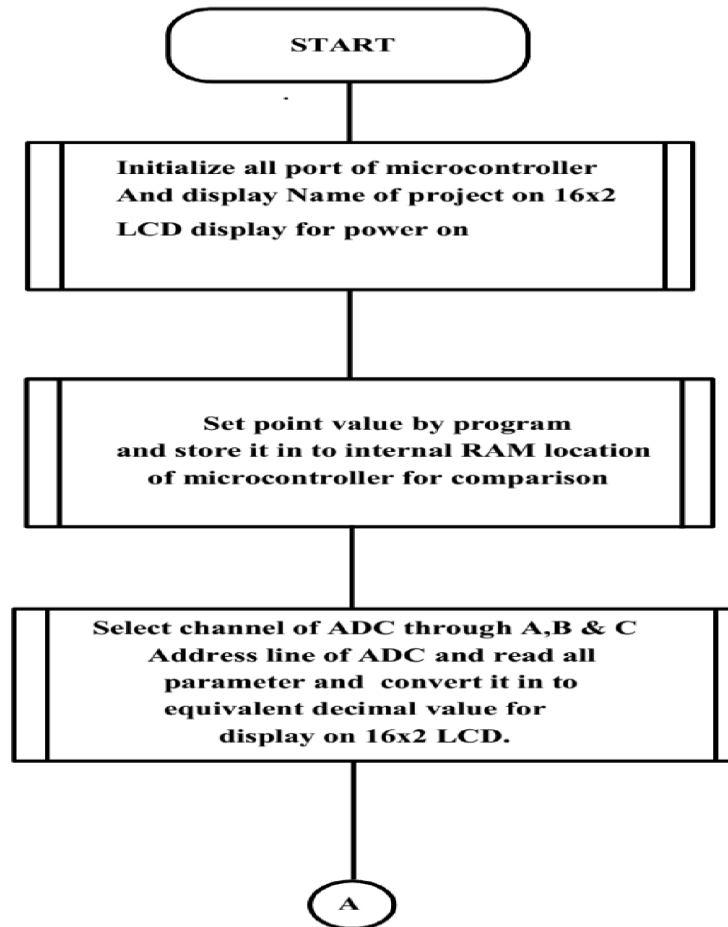 START
Initialize all port of microcontroller
And display Name of project on 16x2
LCD display for power on
Set point value by program
and store it in to internal RAM location
of microcontroller for comparison
Select channel of ADC through A,B & C
Address line of ADC and read all
parameter and convert it in to
equivalent decimal value for
display on 16x2 LCD.
A